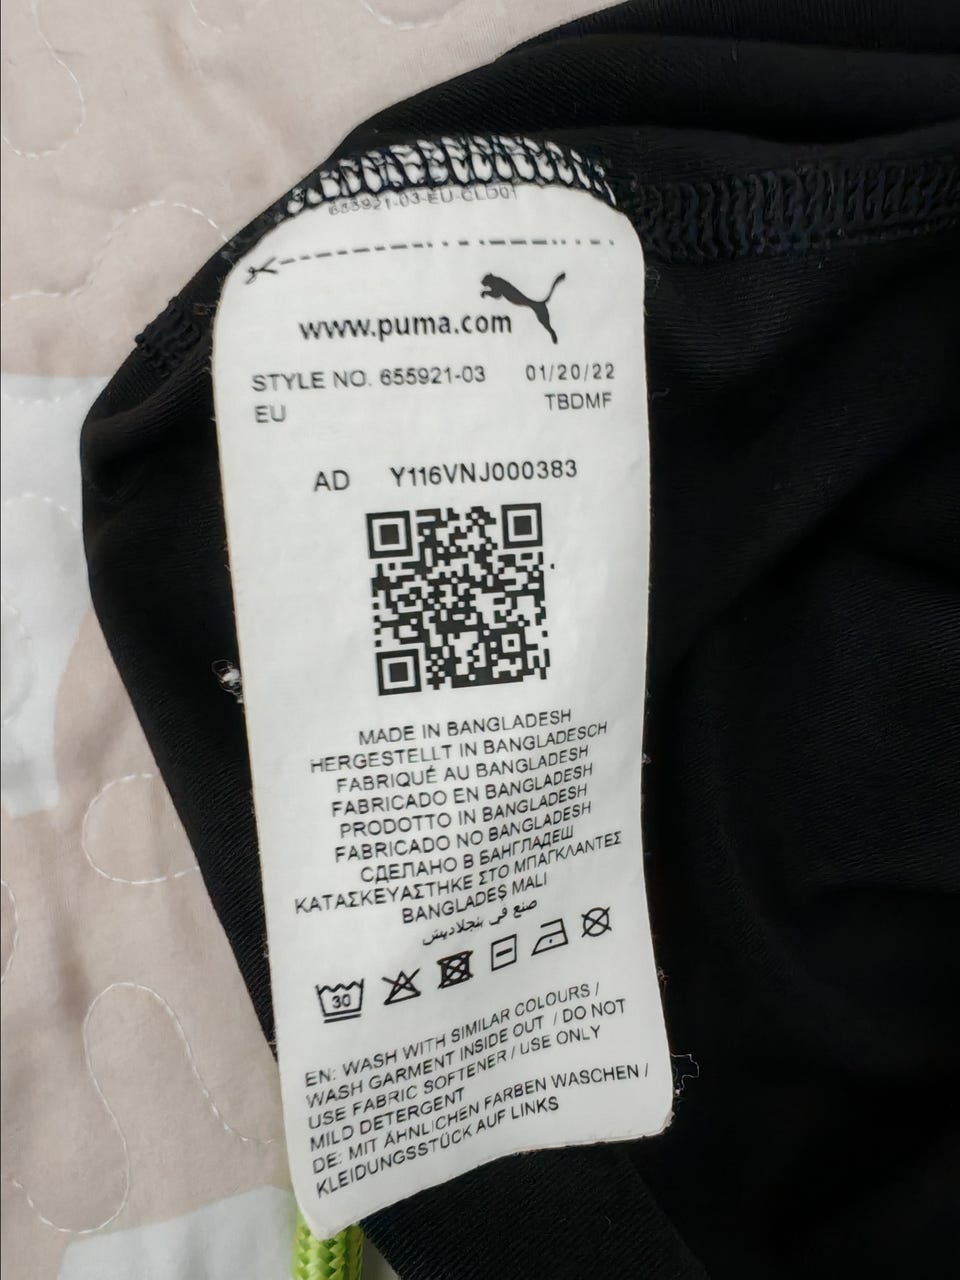 655921-03-EU-CLD01
www.puma.com
STYLE NO. 655921-03 01/20/22
EU TBDMF
AD Y116VNJ000383
MADE IN BANGLADESH
HERGESTELLT IN BANGLADESCH
FABRIQUÉ AU BANGLADESH
FABRICADO EN BANGLADESH
PRODOTTO IN BANGLADESH
FABRICADO NO BANGLADESH
СДЕЛАНО В БАНГЛАДЕШ
ΚΑΤΑΣΚΕΥΑΣΤΗΚΕ ΣΤΟ ΜΠΑΓΚΛΑΝΤΕΣ
BANGLADEŞ MALI
صنع في بنجلاديش
30
EN: WASH WITH SIMILAR COLOURS /
WASH GARMENT INSIDE OUT / DO NOT
USE FABRIC SOFTENER / USE ONLY
MILD DETERGENT
DE: MIT ÄHNLICHEN FARBEN WASCHEN /
KLEIDUNGSSTÜCK AUF LINKS